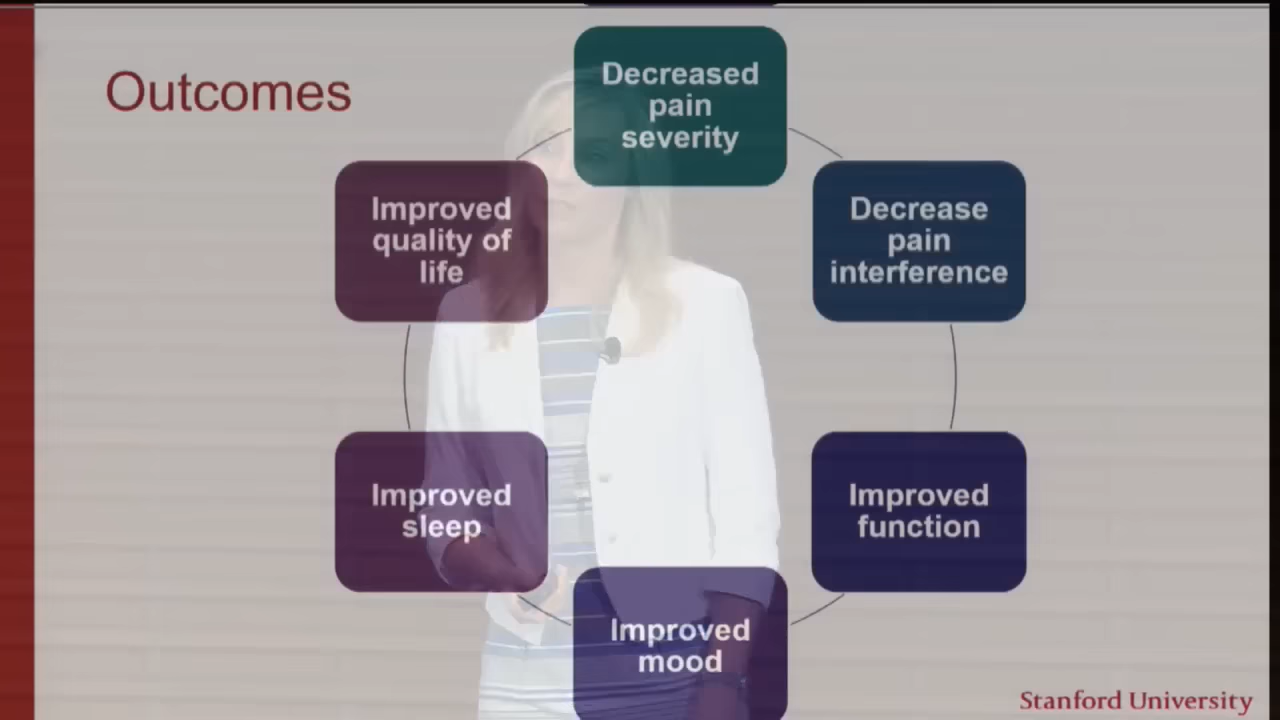 Outcomes
Decreased
pain
severity
Decrease
pain
interference
Improved
function
Improved
mood
Improved
sleep
Improved
quality of
life
Stanford University